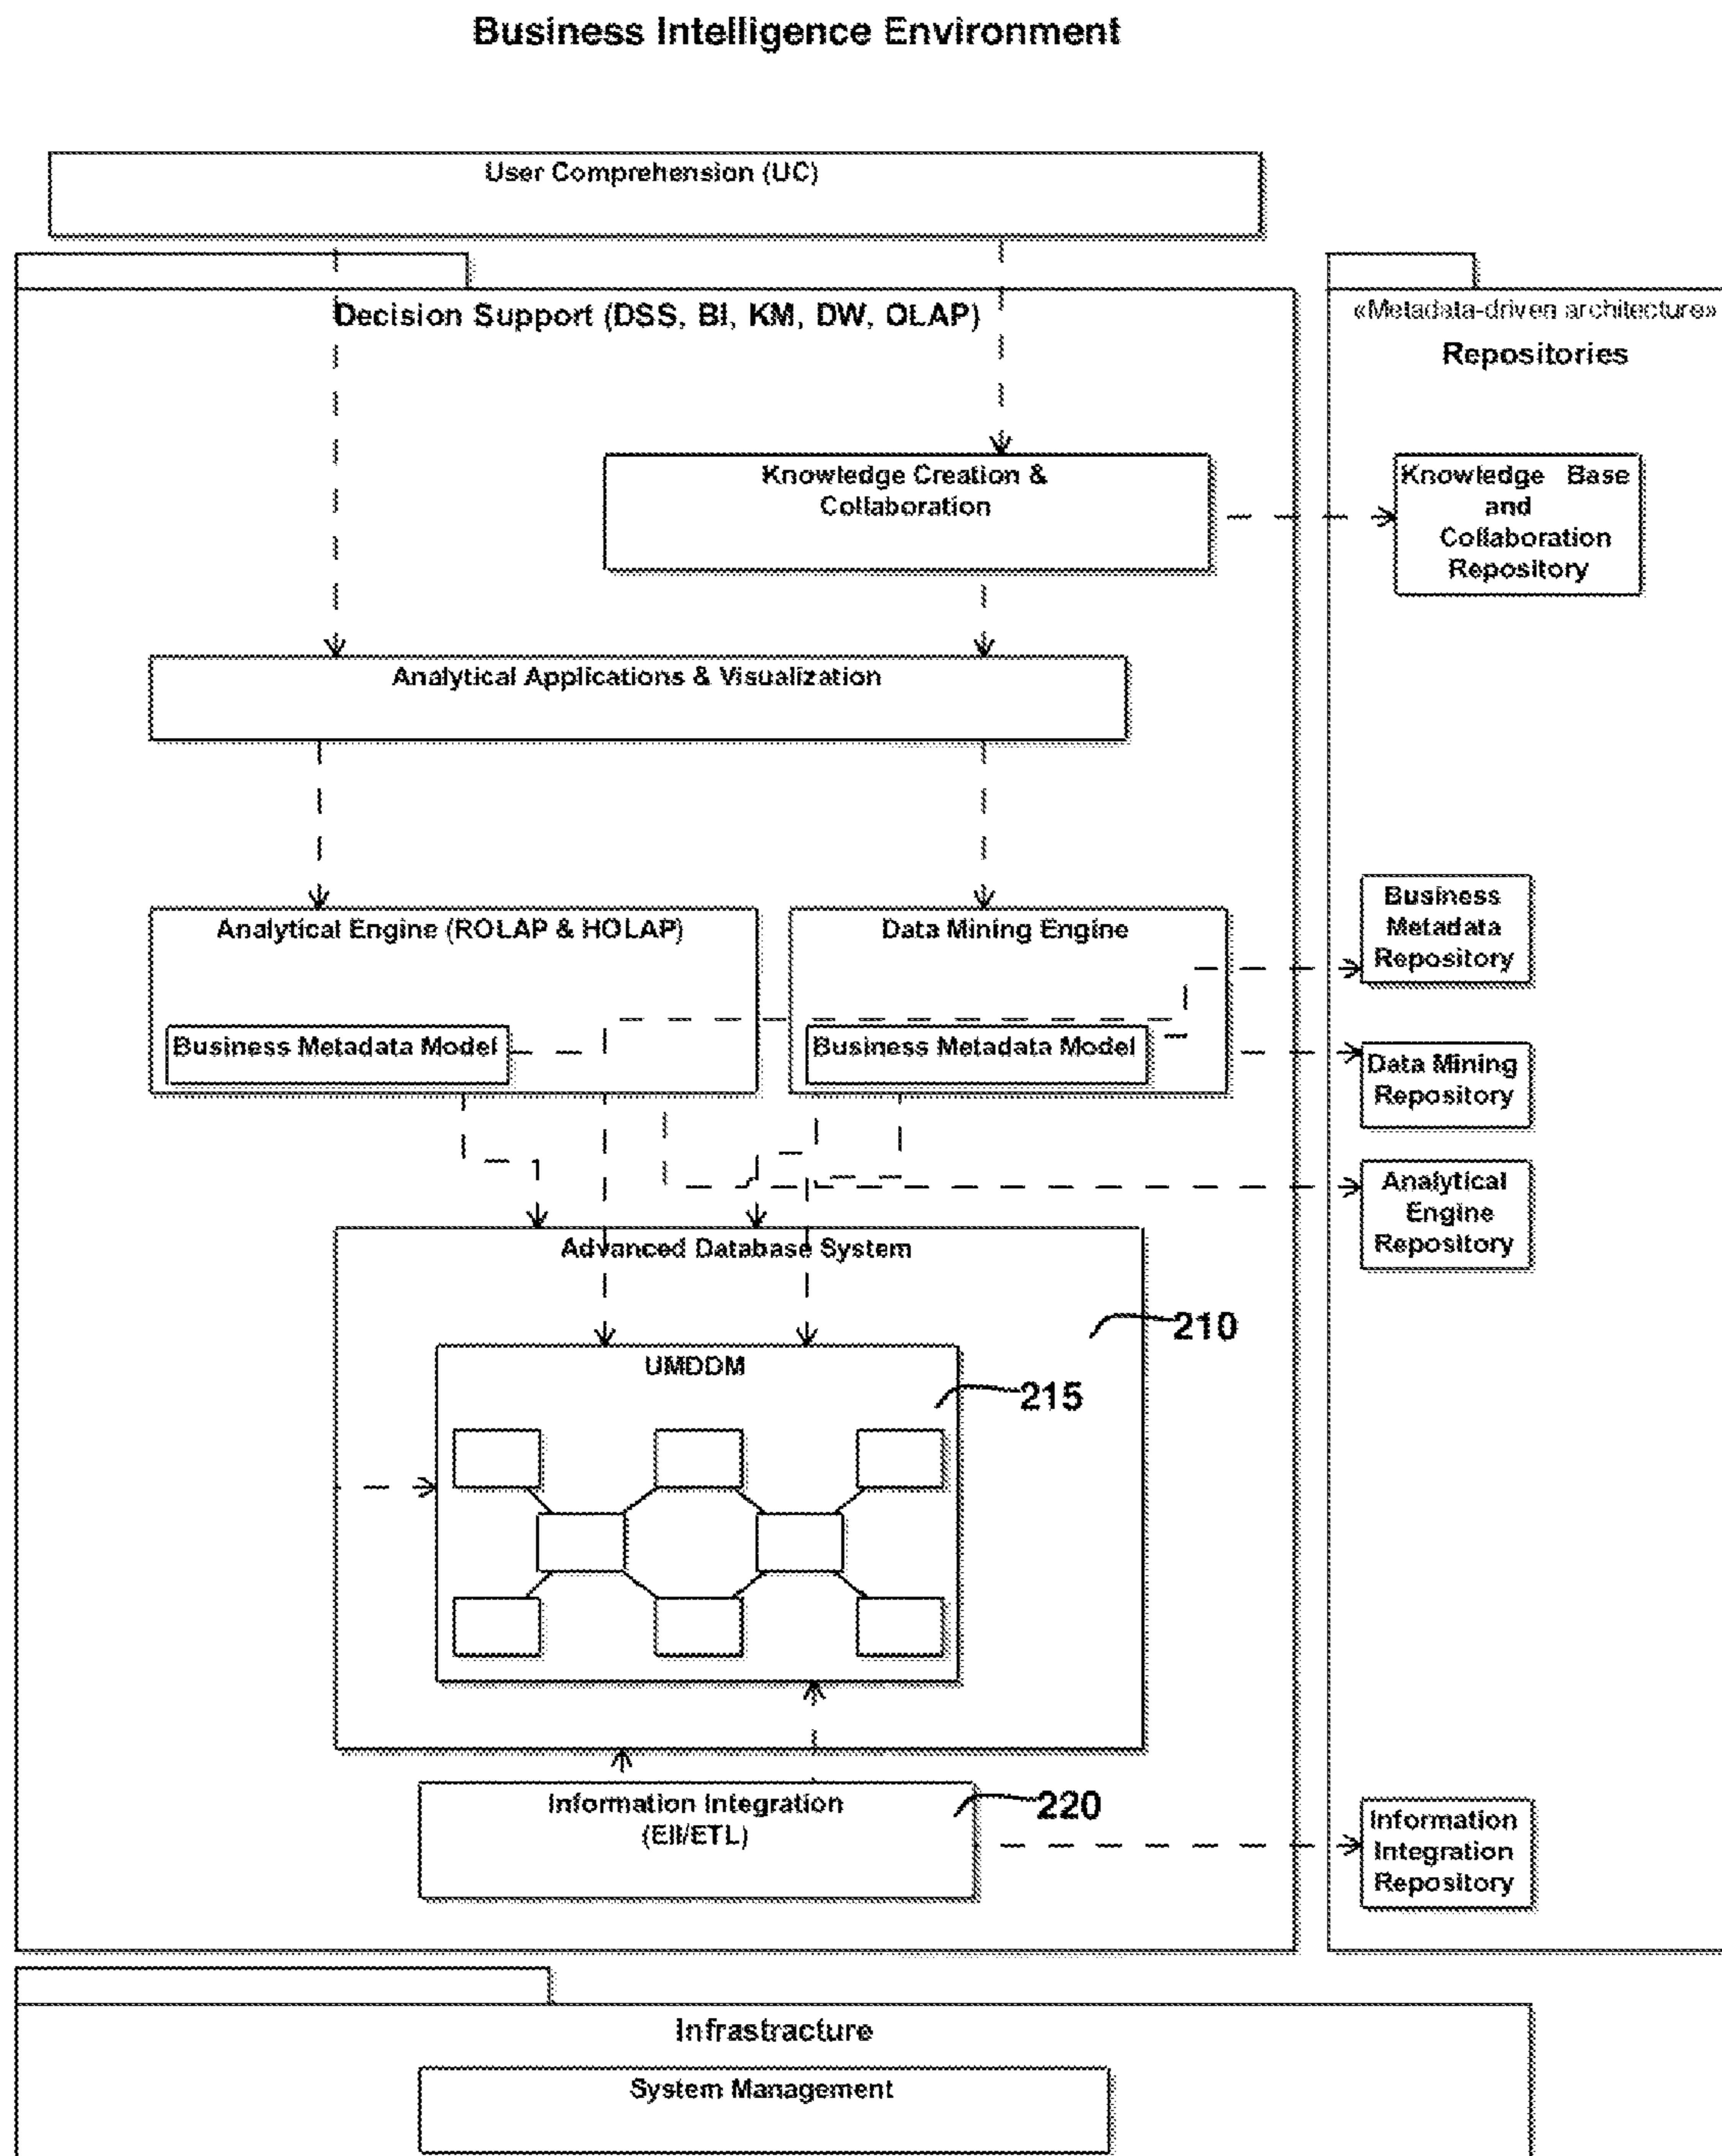 Business Intelligence Environment
User Comprehension (UC)
Decision Support (DSS, BI, KM, DW, OLAP)
«Metadata-driven architecture»
Repositories
Knowledge Creation &
Collaboration
Knowledge Base
and
Collaboration
Repository
Analytical Applications & Visualization
Analytical Engine (ROLAP & HOLAP)
Business Metadata Model
Data Mining Engine
Business Metadata Model
Business
Metadata
Repository
Data Mining
Repository
Analytical
Engine
Repository
Advanced Database System
210
UMDDM
215
Information Integration
(EII/ETL)
220
Information
Integration
Repository
Infrastracture
System Management